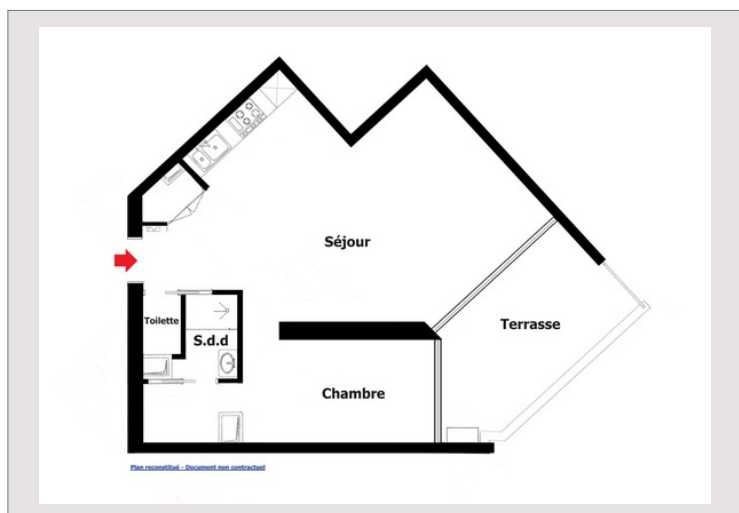 Séjour
Toilette
S.d.d
Terrasse
Chambre
Plan reconstitué - Document non contractuel